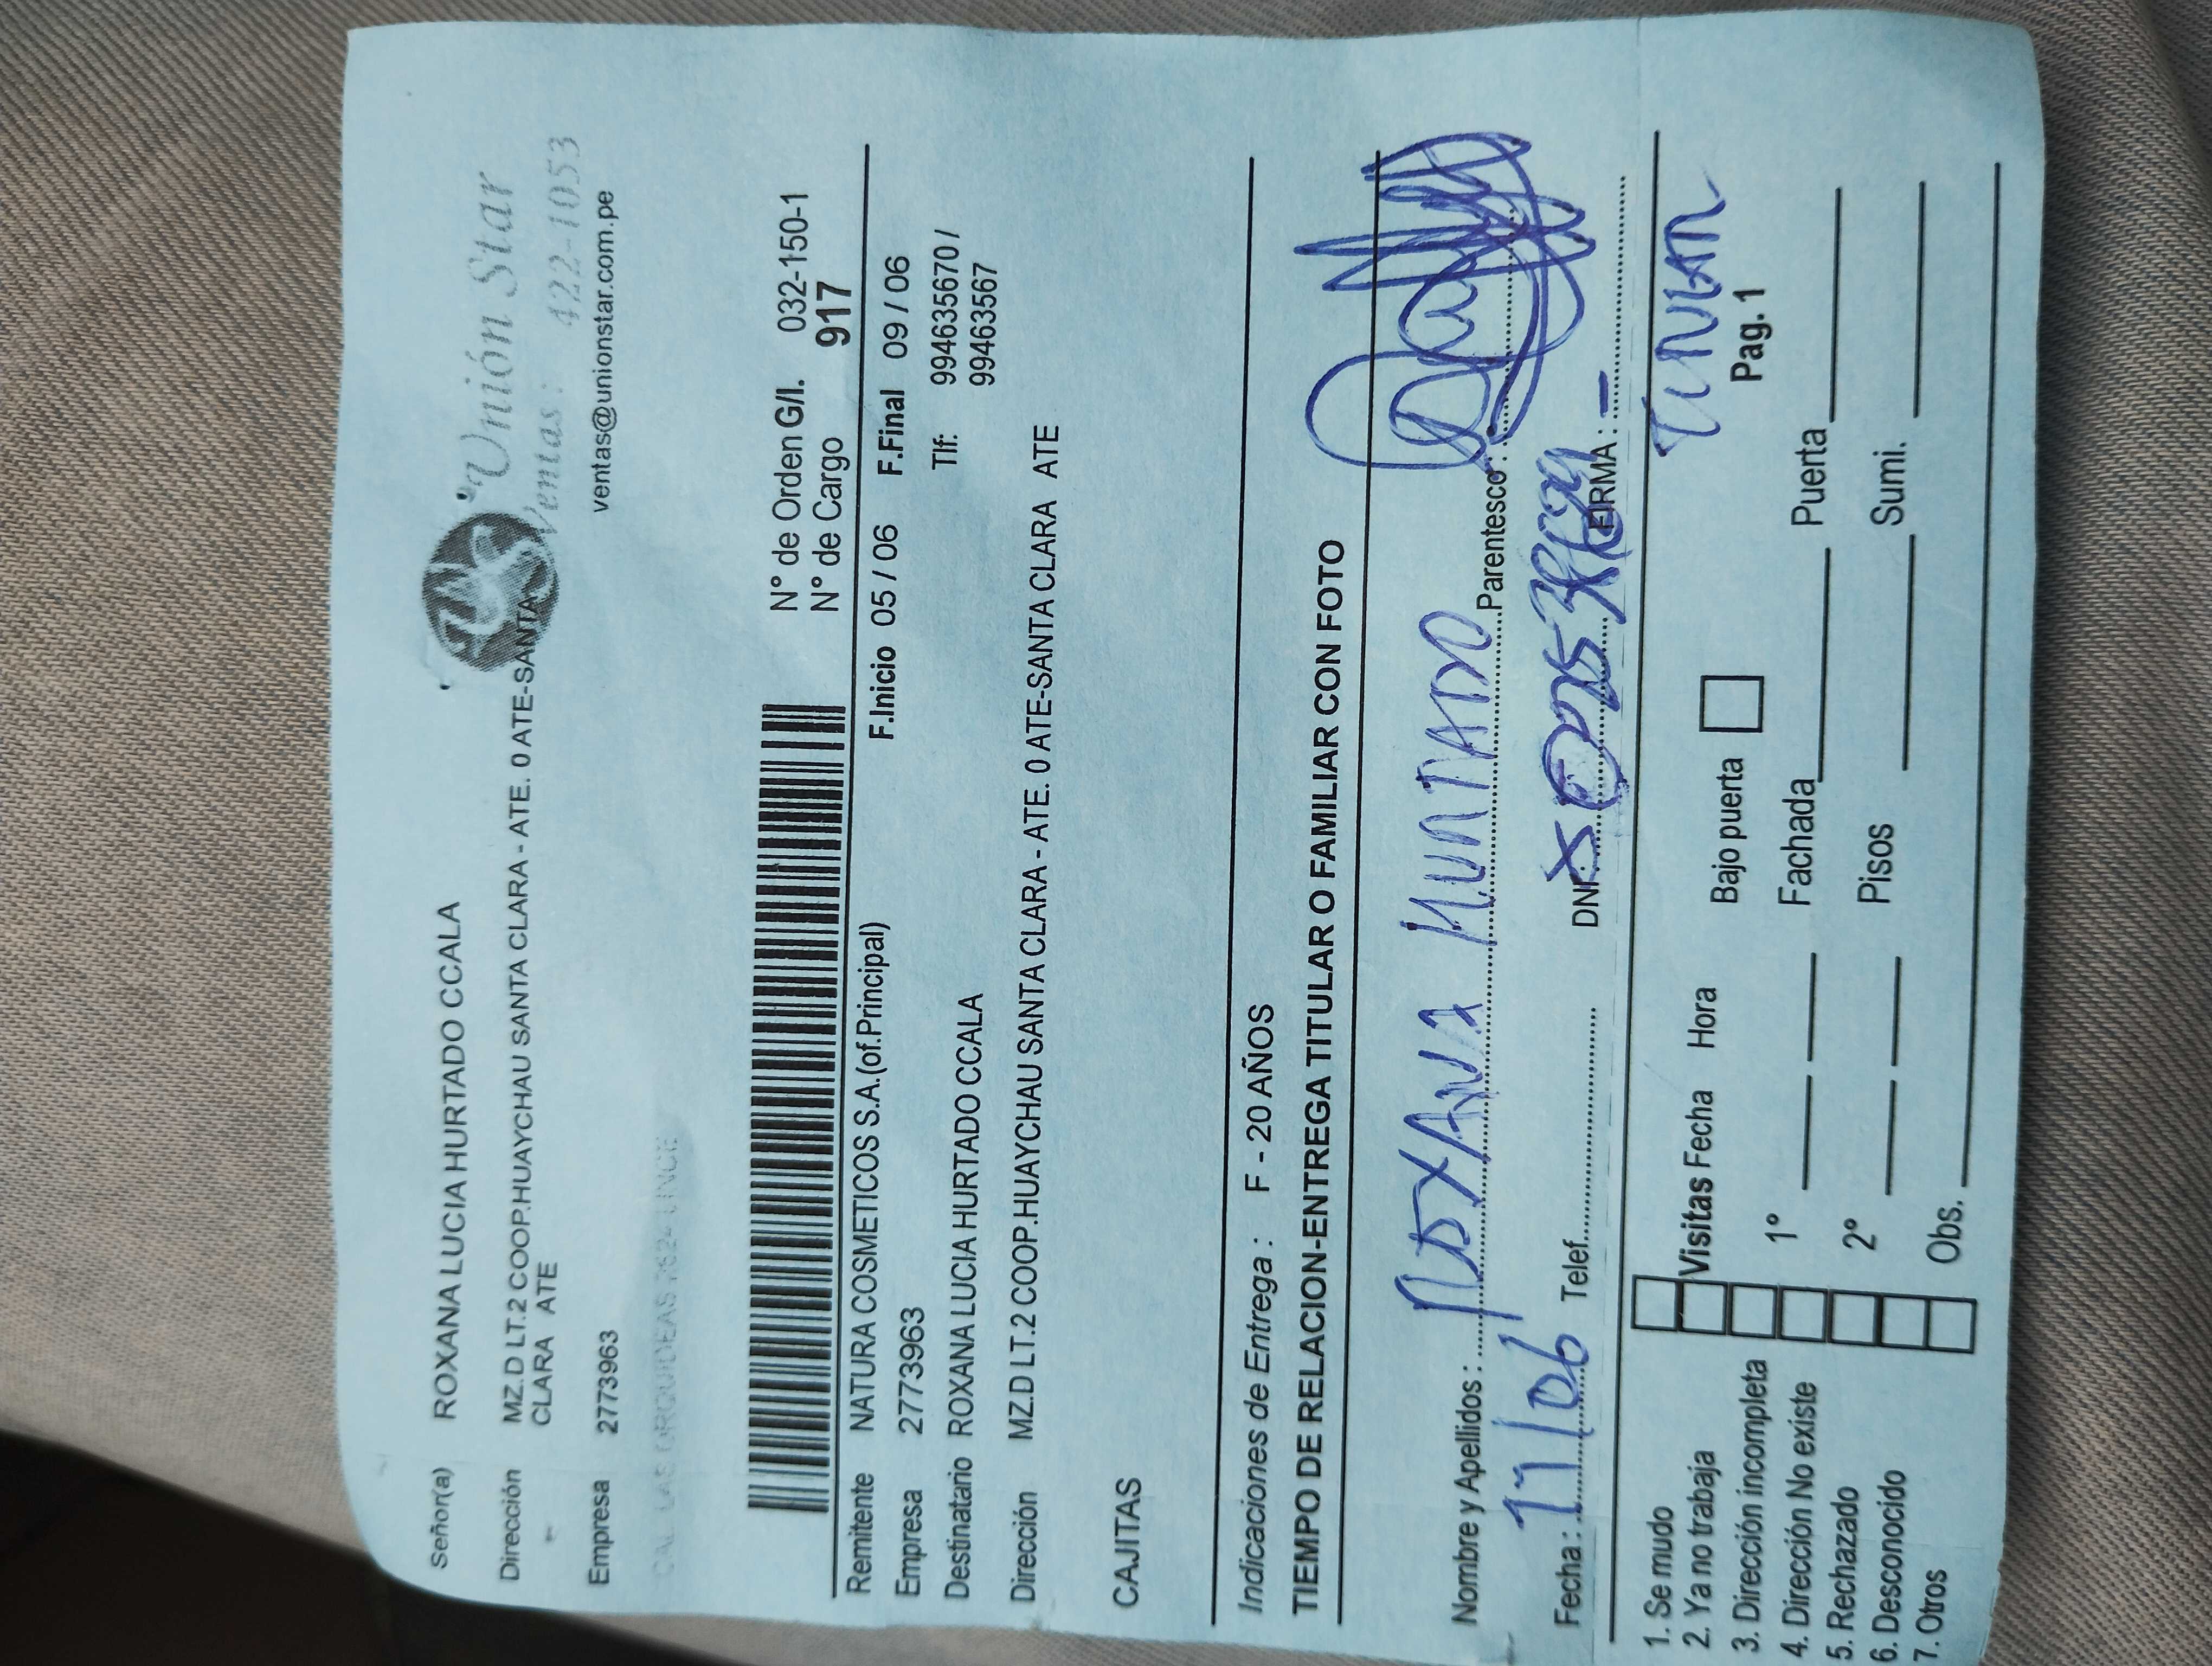 Señor(a) ROXANA LUCIA HURTADO CCALA
"Unión Star
Dirección MZ.D LT.2 COOP.HUAYCHAU SANTA CLARA - ATE. 0 ATE-SANTA
CLARA ATE
Ventas: 422-1053
Empresa 2773963
ventas@unionstar.com.pe
N° de Orden G/I. 032-150-1
N° de Cargo 917
Remitente NATURA COSMETICOS S.A.(of.Principal)
F.Inicio 05 / 06 F.Final 09 / 06
Empresa 2773963
Tlf: 9946356570 /
994635567
Destinatario ROXANA LUCIA HURTADO CCALA
Dirección MZ.D LT.2 COOP.HUAYCHAU SANTA CLARA - ATE. 0 ATE-SANTA CLARA ATE
CAJITAS
Indicaciones de Entrega : F - 20 AÑOS
TIEMPO DE RELACION-ENTREGA TITULAR O FAMILIAR CON FOTO
Nombre y Apellidos : ROXANA HURTADO Parentesco :
Fecha : 17/06 Telef. DNI: FIRMA :
1. Se mudo
2. Ya no trabaja
3. Dirección incompleta
4. Dirección No existe
5. Rechazado
6. Desconocido
7. Otros
Visitas Fecha Hora Bajo puerta Pag. 1
1° Fachada Puerta
2° Pisos Sumi.
Obs.